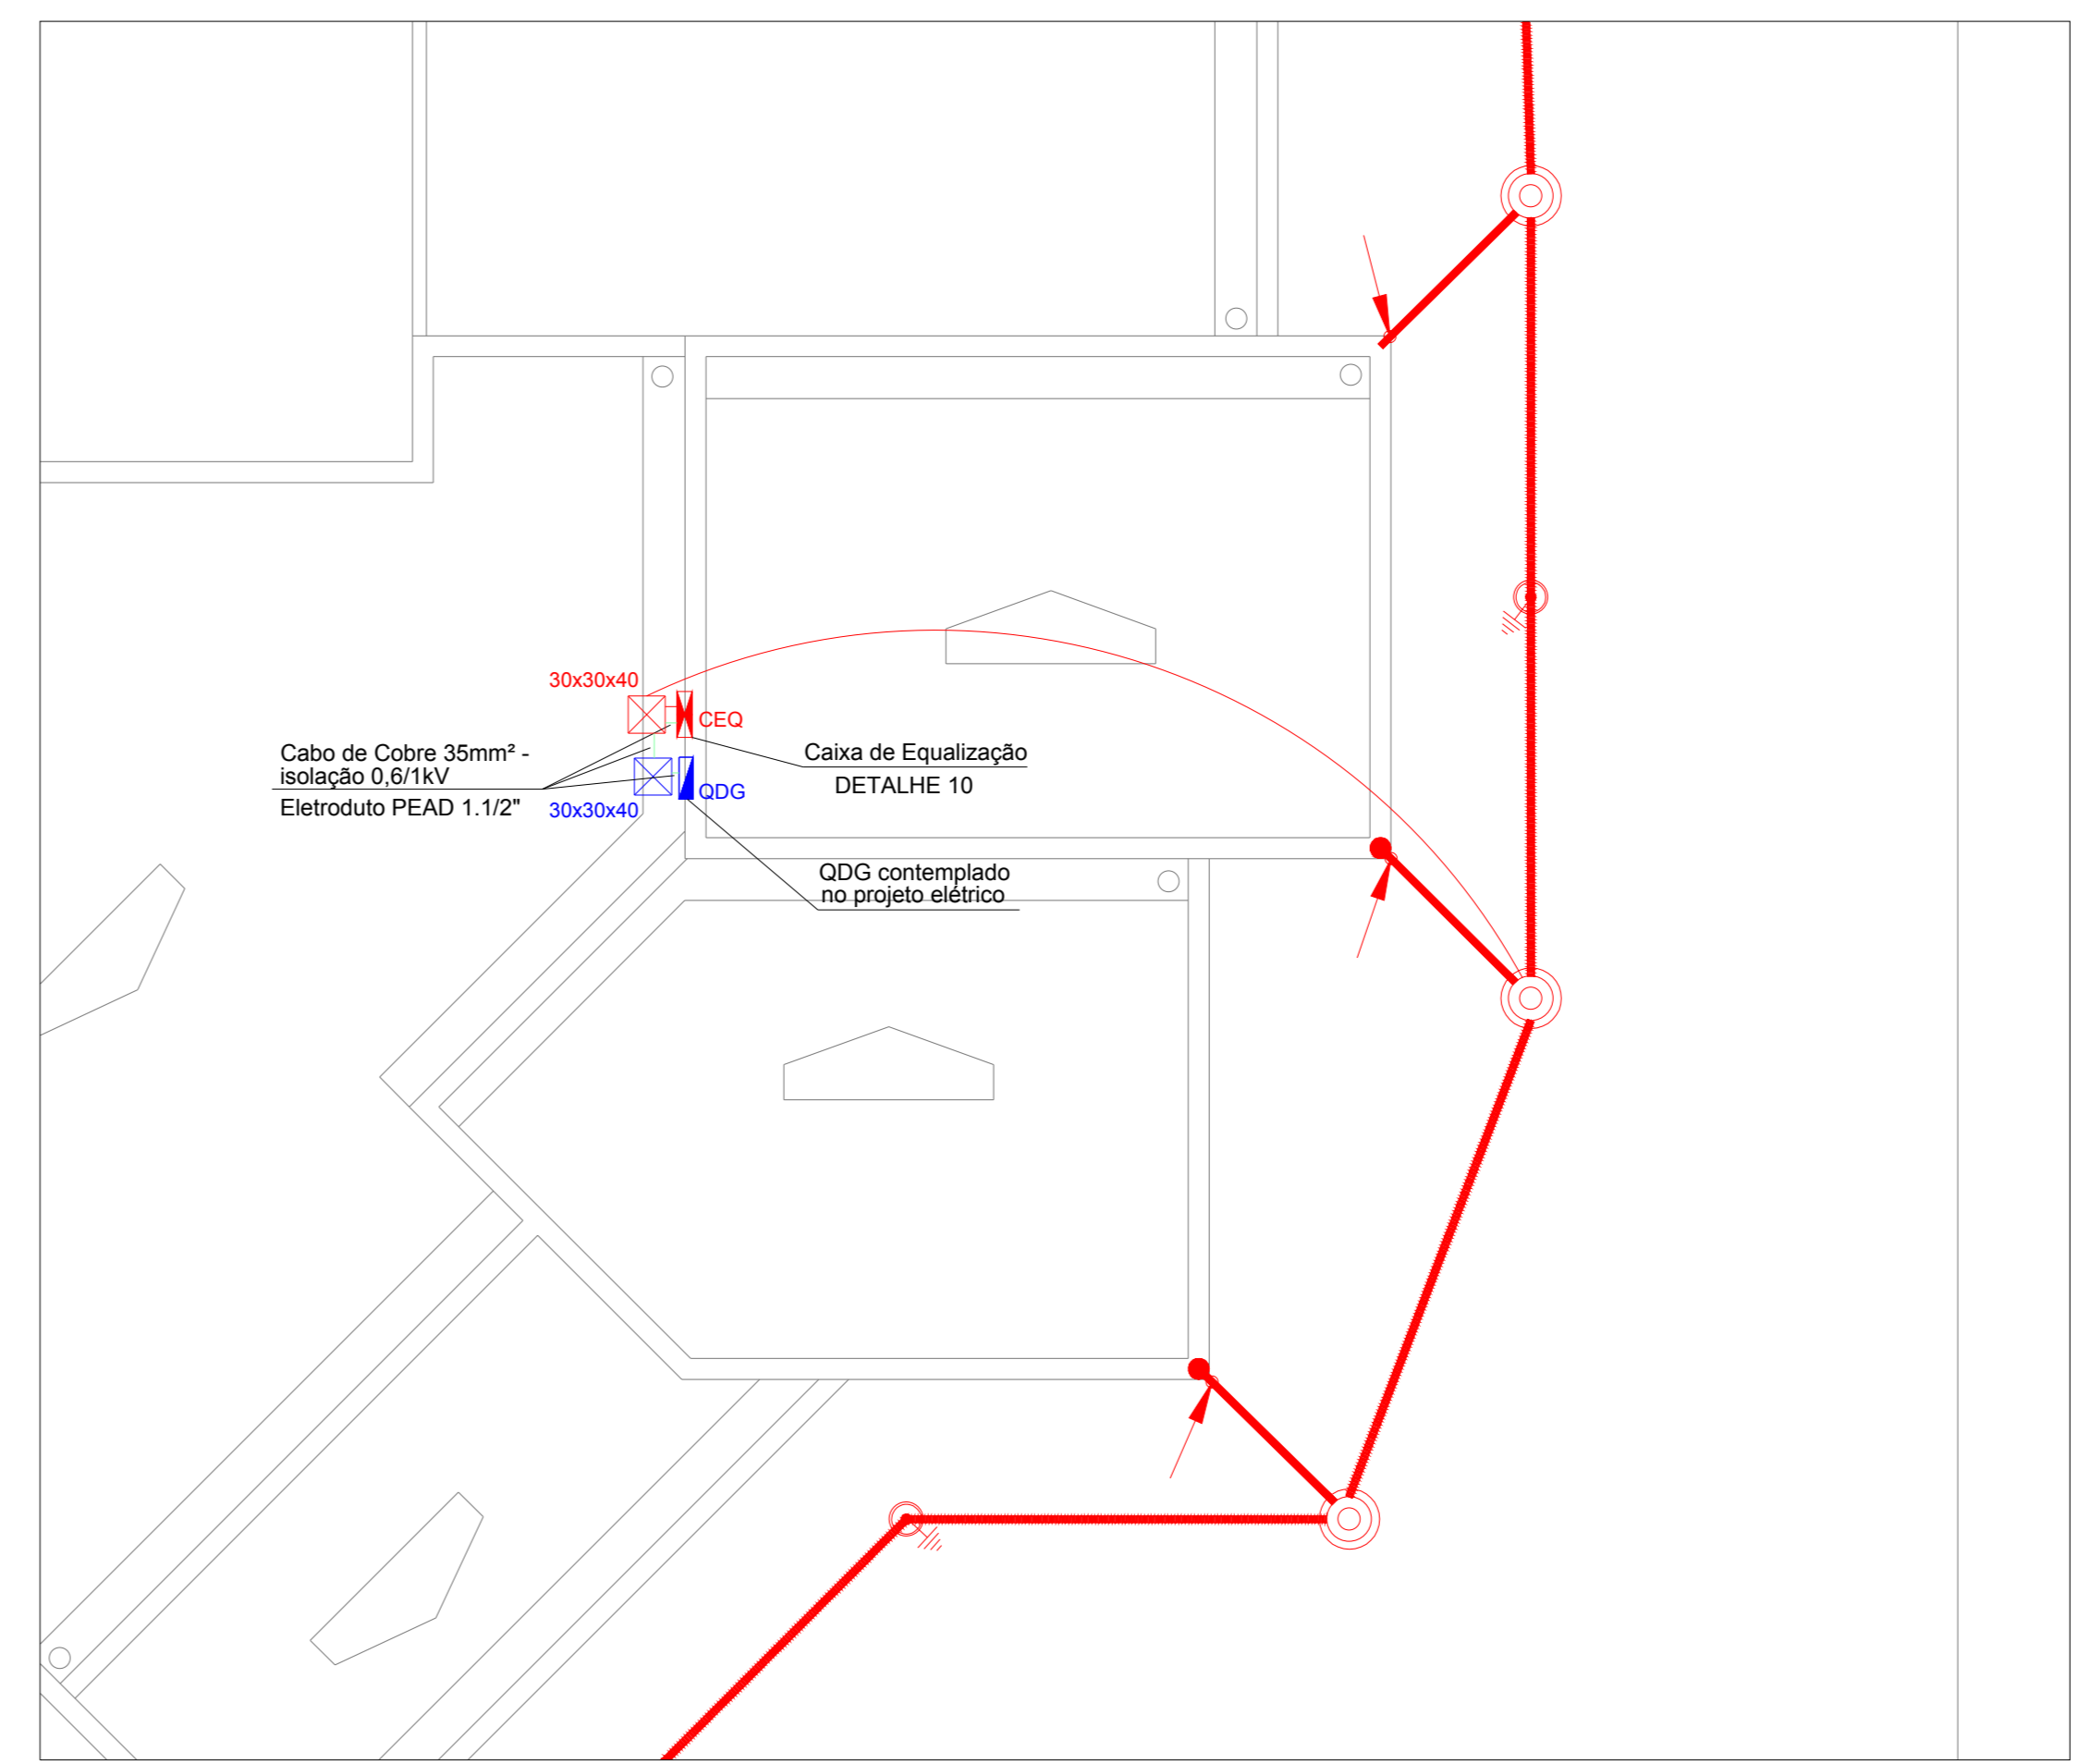 30x30x40
CEQ
Cabo de Cobre 35mm² -
isolação 0,6/1kV
Eletroduto PEAD 1.1/2"
Caixa de Equalização
DETALHE 10
QDG
30x30x40
QDG contemplado
no projeto elétrico